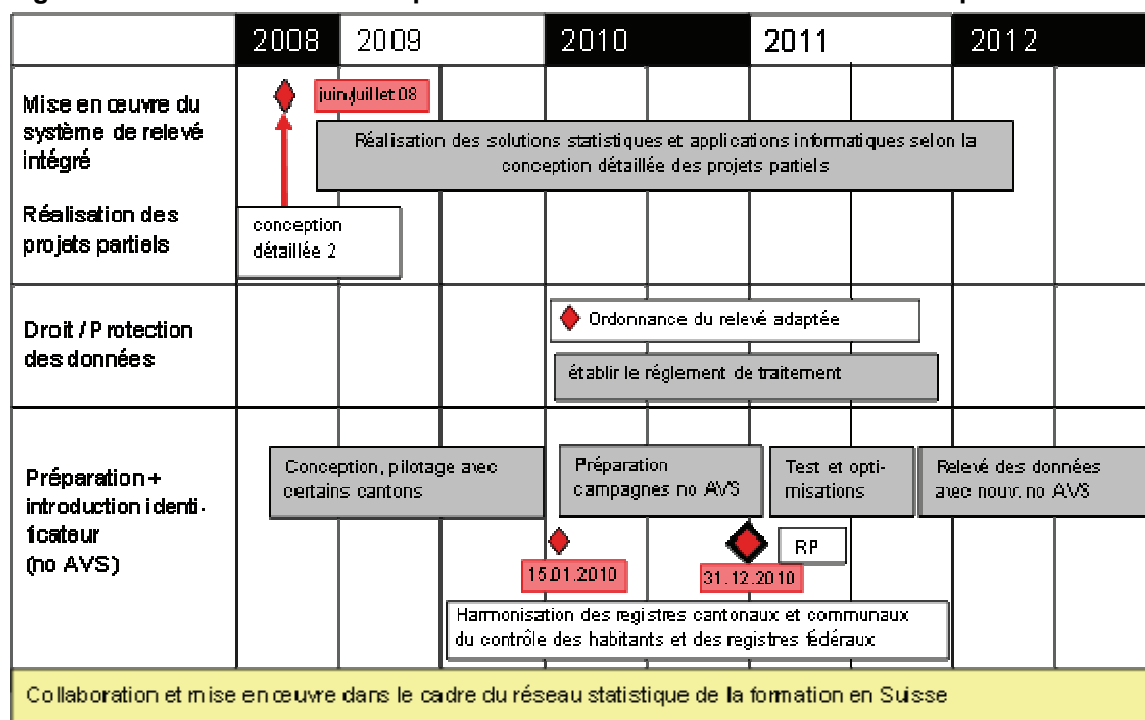 2008 2009 2010 2011 2012
Mise en œuvre du
système de relevé
intégré
Réalisation des
projets partiels
juin/juillet 08
Réalisation des solutions statistiques et applications informatiques selon la
conception détaillée des projets partiels
conception
détaillée 2
Droit / Protection
des données
Ordonnance du relevé adaptée
établir le réglement de traitement
Préparation +
introduction identi-
ficateur
(no AVS)
Conception, pilotage avec
certains cantons
Préparation
campagnes no AVS
Test et opti-
misations
Relevé des données
avec nouv. no AVS
15.01.2010
31.12.2010
RP
Harmonisation des registres cantonaux et communaux
du contrôle des habitants et des registres fédéraux
Collaboration et mise en œuvre dans le cadre du réseau statistique de la formation en Suisse